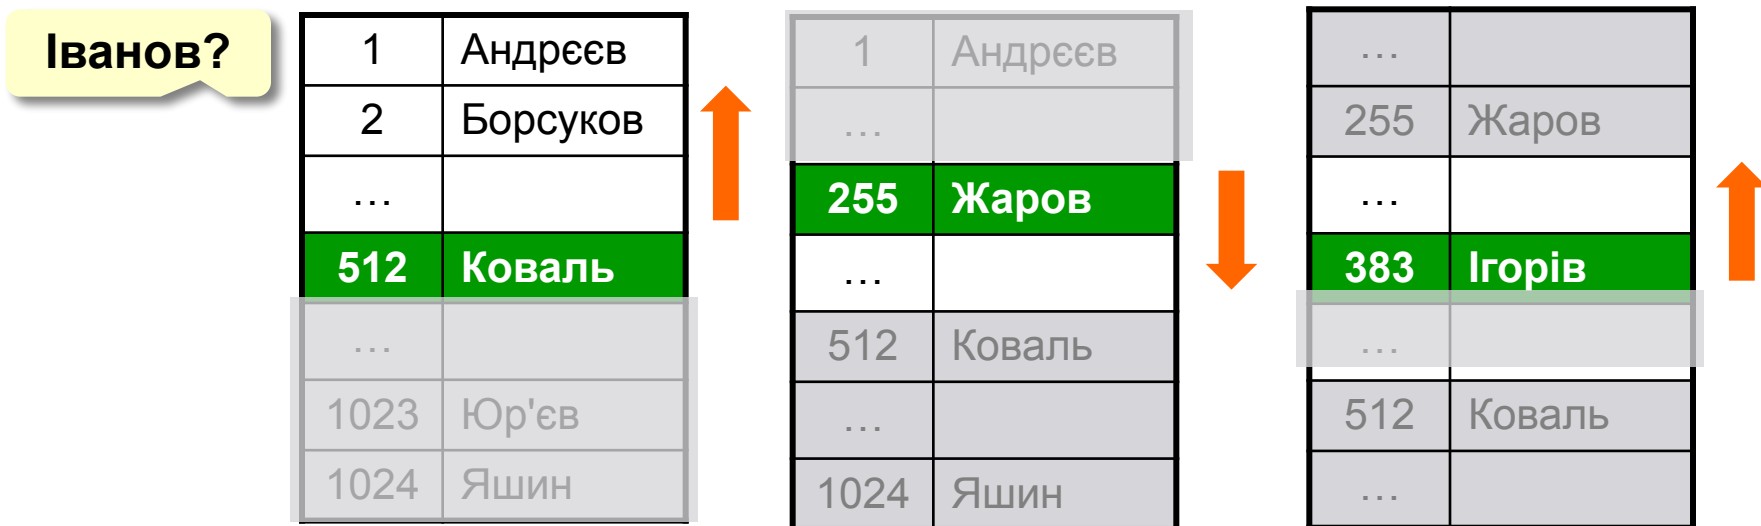 Іванов?
1 Андрєєв
2 Борсуков
...
512 Коваль
...
1023 Юр'єв
1024 Яшин
1 Андрєєв
...
255 Жаров
...
512 Коваль
...
1024 Яшин
...
255 Жаров
...
383 Ігорів
...
512 Коваль
...